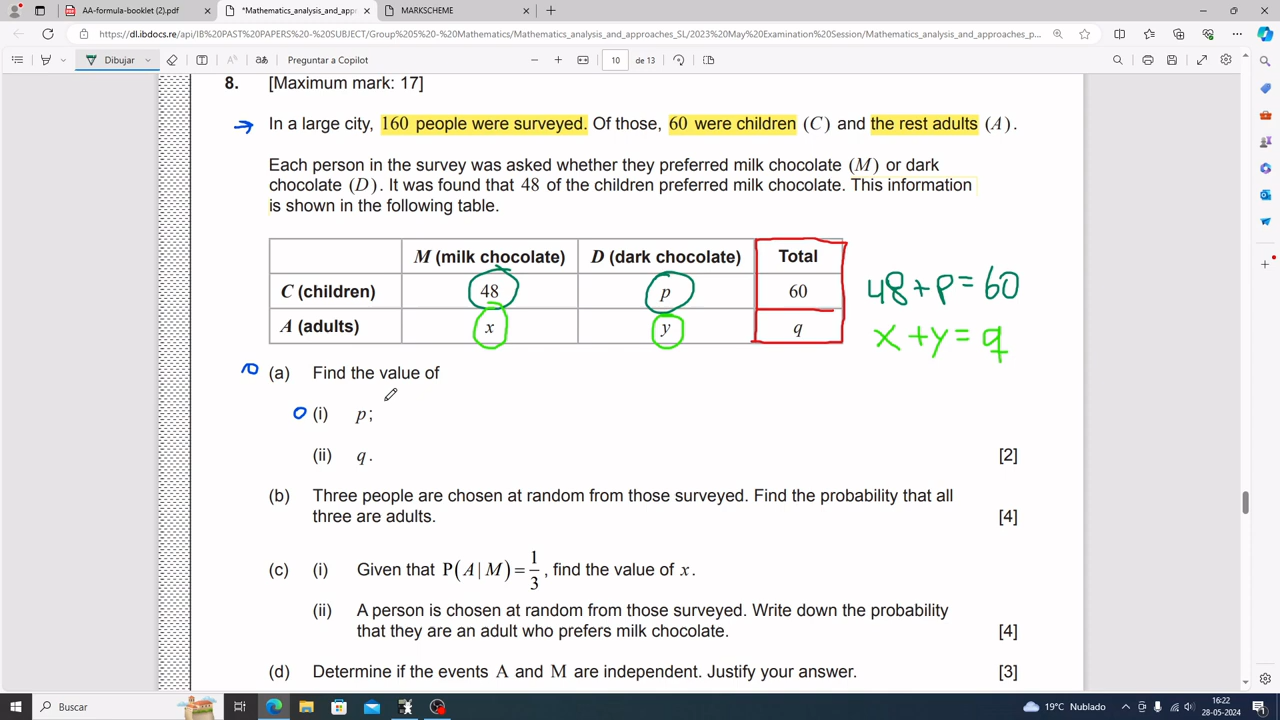 AA-formula-booklet (2).pdf
*Mathematics_analysis_and_app
MARKSCHEME
https://dl.ibdocs.re/api/IB%20PAST%20PAPERS%20-%20SUBJECT/Group%205%20-%20Mathematics/Mathematics_analysis_and_approaches_SL/2023%20May%20Examination%20Session/Mathematics_analysis_and_approaches_p...
Dibujar
Preguntar a Copilot
10
de 13
8. [Maximum mark: 17]
In a large city, 160 people were surveyed. Of those, 60 were children (C) and the rest adults (A).
Each person in the survey was asked whether they preferred milk chocolate (M) or dark
chocolate (D). It was found that 48 of the children preferred milk chocolate. This information
is shown in the following table.
M (milk chocolate) D (dark chocolate) Total
C (children) 48 p 60
A (adults) x y q
48+p=60
x+y=q
(a) Find the value of
(i) p;
(ii) q. [2]
(b) Three people are chosen at random from those surveyed. Find the probability that all
three are adults. [4]
(c) (i) Given that P(A|M)=1/3, find the value of x.
(ii) A person is chosen at random from those surveyed. Write down the probability
that they are an adult who prefers milk chocolate. [4]
(d) Determine if the events A and M are independent. Justify your answer. [3]
Buscar
19°C Nublado
16:22
28-05-2024